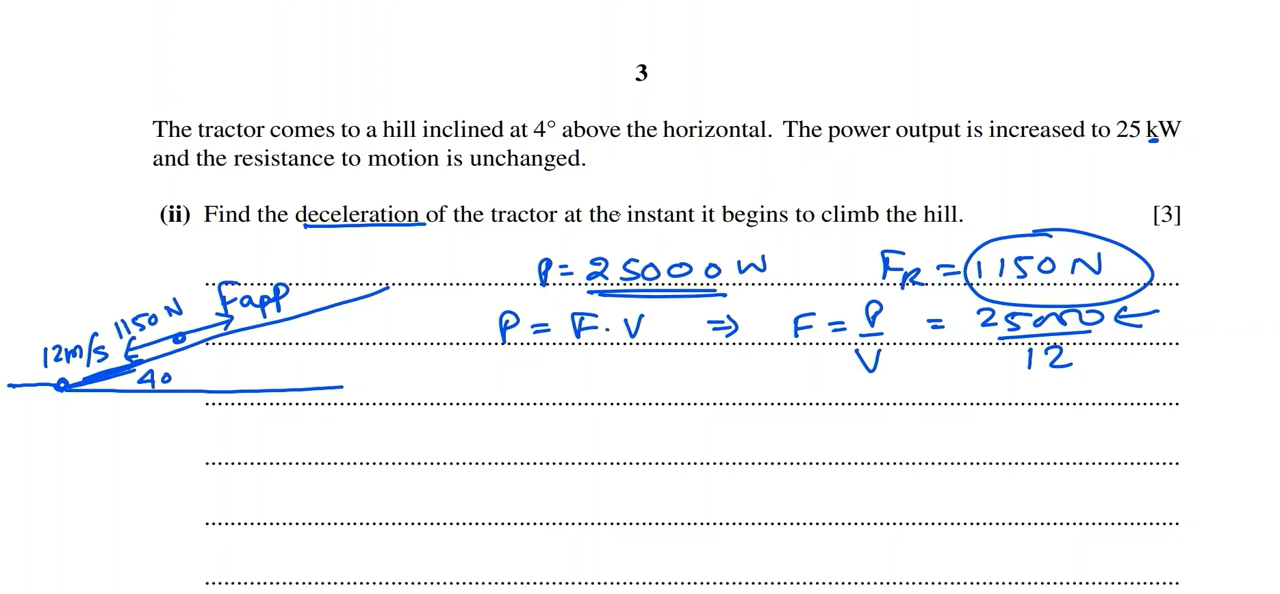 3
The tractor comes to a hill inclined at 4° above the horizontal. The power output is increased to 25 kW
and the resistance to motion is unchanged.
(ii) Find the deceleration of the tractor at the instant it begins to climb the hill. [3]
P = 25000 W F_R = 1150 N
P = F . V ⇒ F = P/V = 25000/12 ←
12m/s 1150 N Fapp
4°